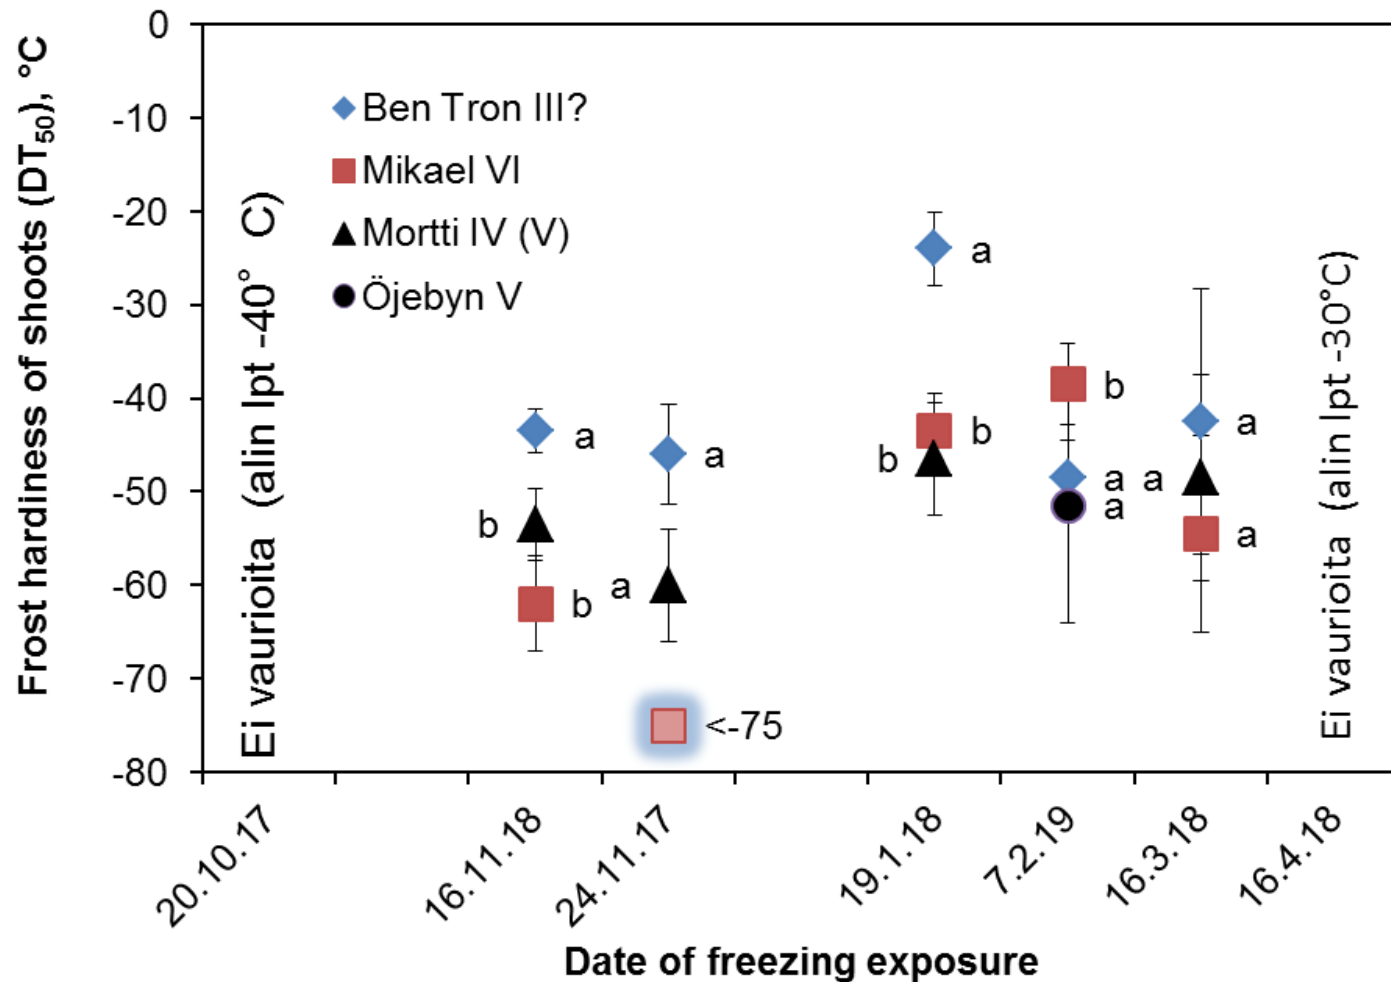 Frost hardiness of shoots (DT50), °C
0
-10
-20
-30
-40
-50
-60
-70
-80
Ben Tron III?
Mikael VI
Mortti IV (V)
Öjebyn V
Ei vaurioita (alin lpt -40° C)
a
b
b
a
a
<-75
a
b
b
b
a
a
a
a
a
Ei vaurioita (alin lpt -30°C)
20.10.17
16.11.18
24.11.17
19.1.18
7.2.19
16.3.18
16.4.18
Date of freezing exposure